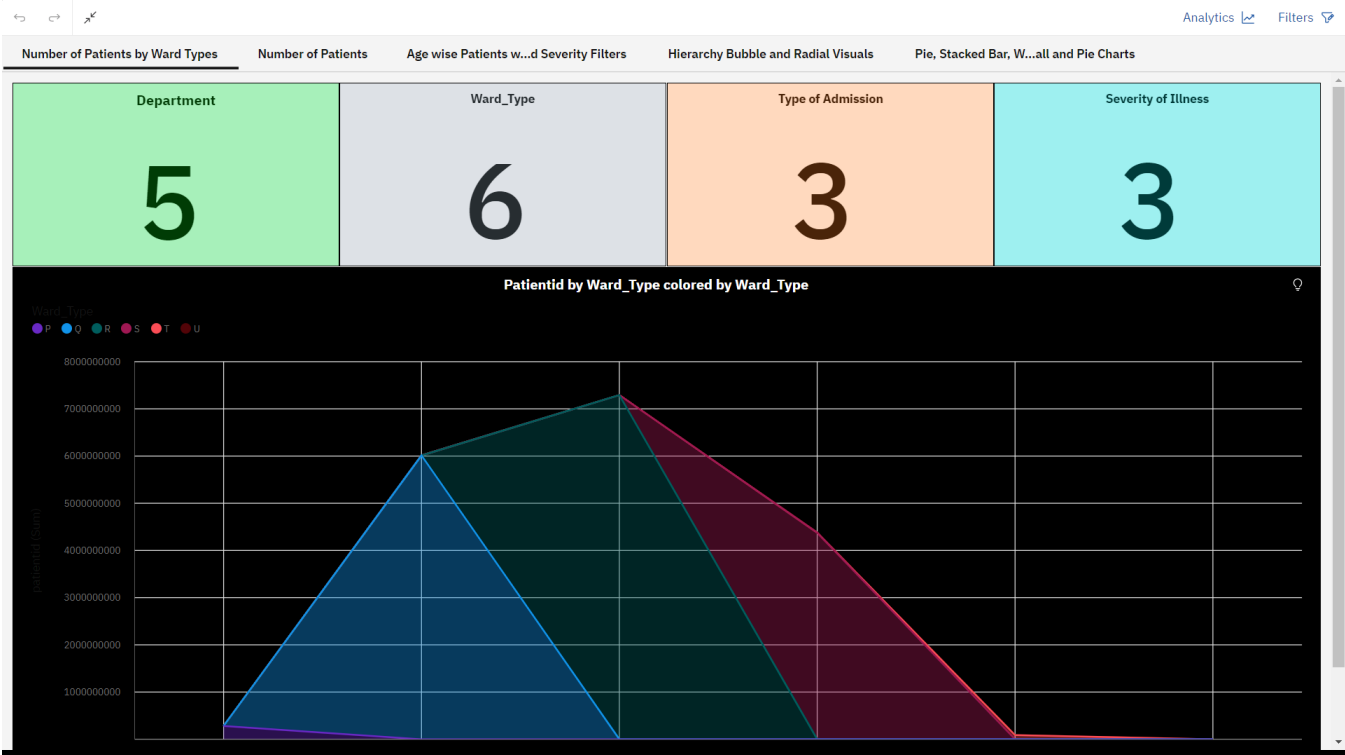 Analytics Filters
Number of Patients by Ward Types Number of Patients Age wise Patients w...d Severity Filters Hierarchy Bubble and Radial Visuals Pie, Stacked Bar, W...all and Pie Charts
Department Ward_Type Type of Admission Severity of Illness
5 6 3 3
Patientid by Ward_Type colored by Ward_Type
Ward_Type
P Q R S T U
8000000000
7000000000
6000000000
5000000000
4000000000
3000000000
2000000000
1000000000
patientid (Sum)